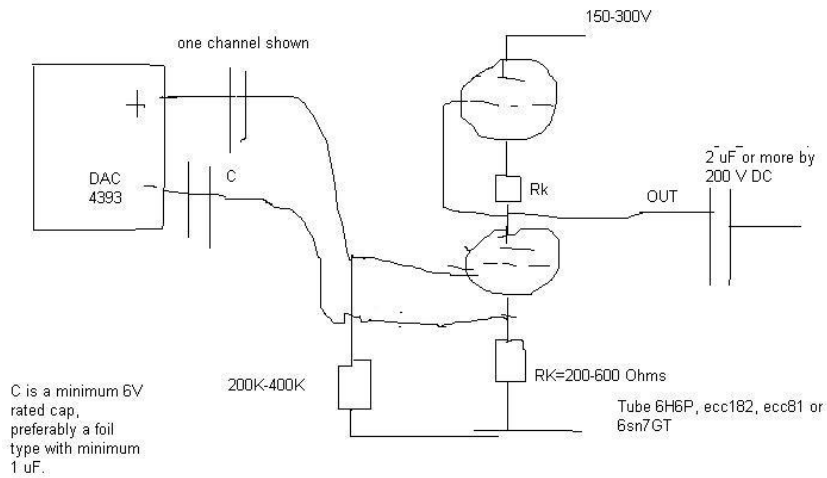 150-300V
one channel shown
+
-
DAC
4393
C
Rk
OUT
2 uF or more by
200 V DC
200K-400K
RK=200-600 Ohms
C is a minimum 6V
rated cap,
preferably a foil
type with minimum
1 uF.
Tube 6H6P, ecc182, ecc81 or
6sn7GT